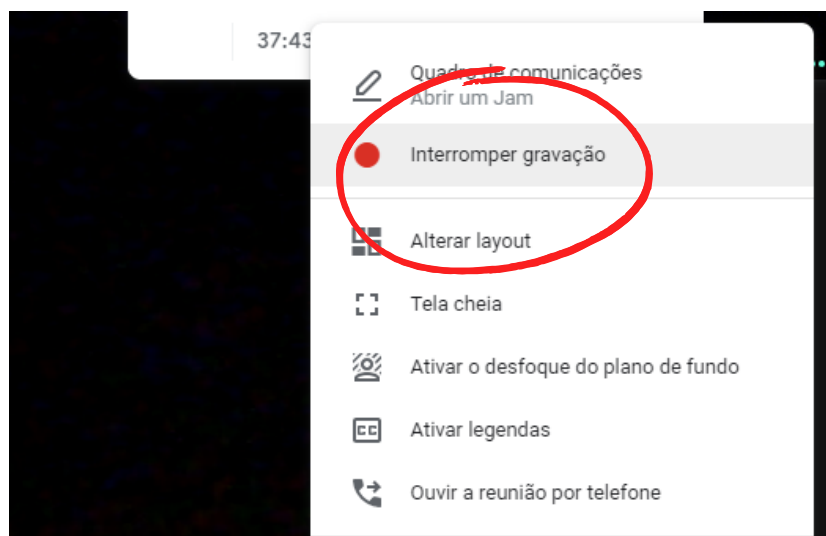 37:43
Quadro de comunicações
Abrir um Jam
Interromper gravação
Alterar layout
Tela cheia
Ativar o desfoque do plano de fundo
CC
Ativar legendas
Ouvir a reunião por telefone